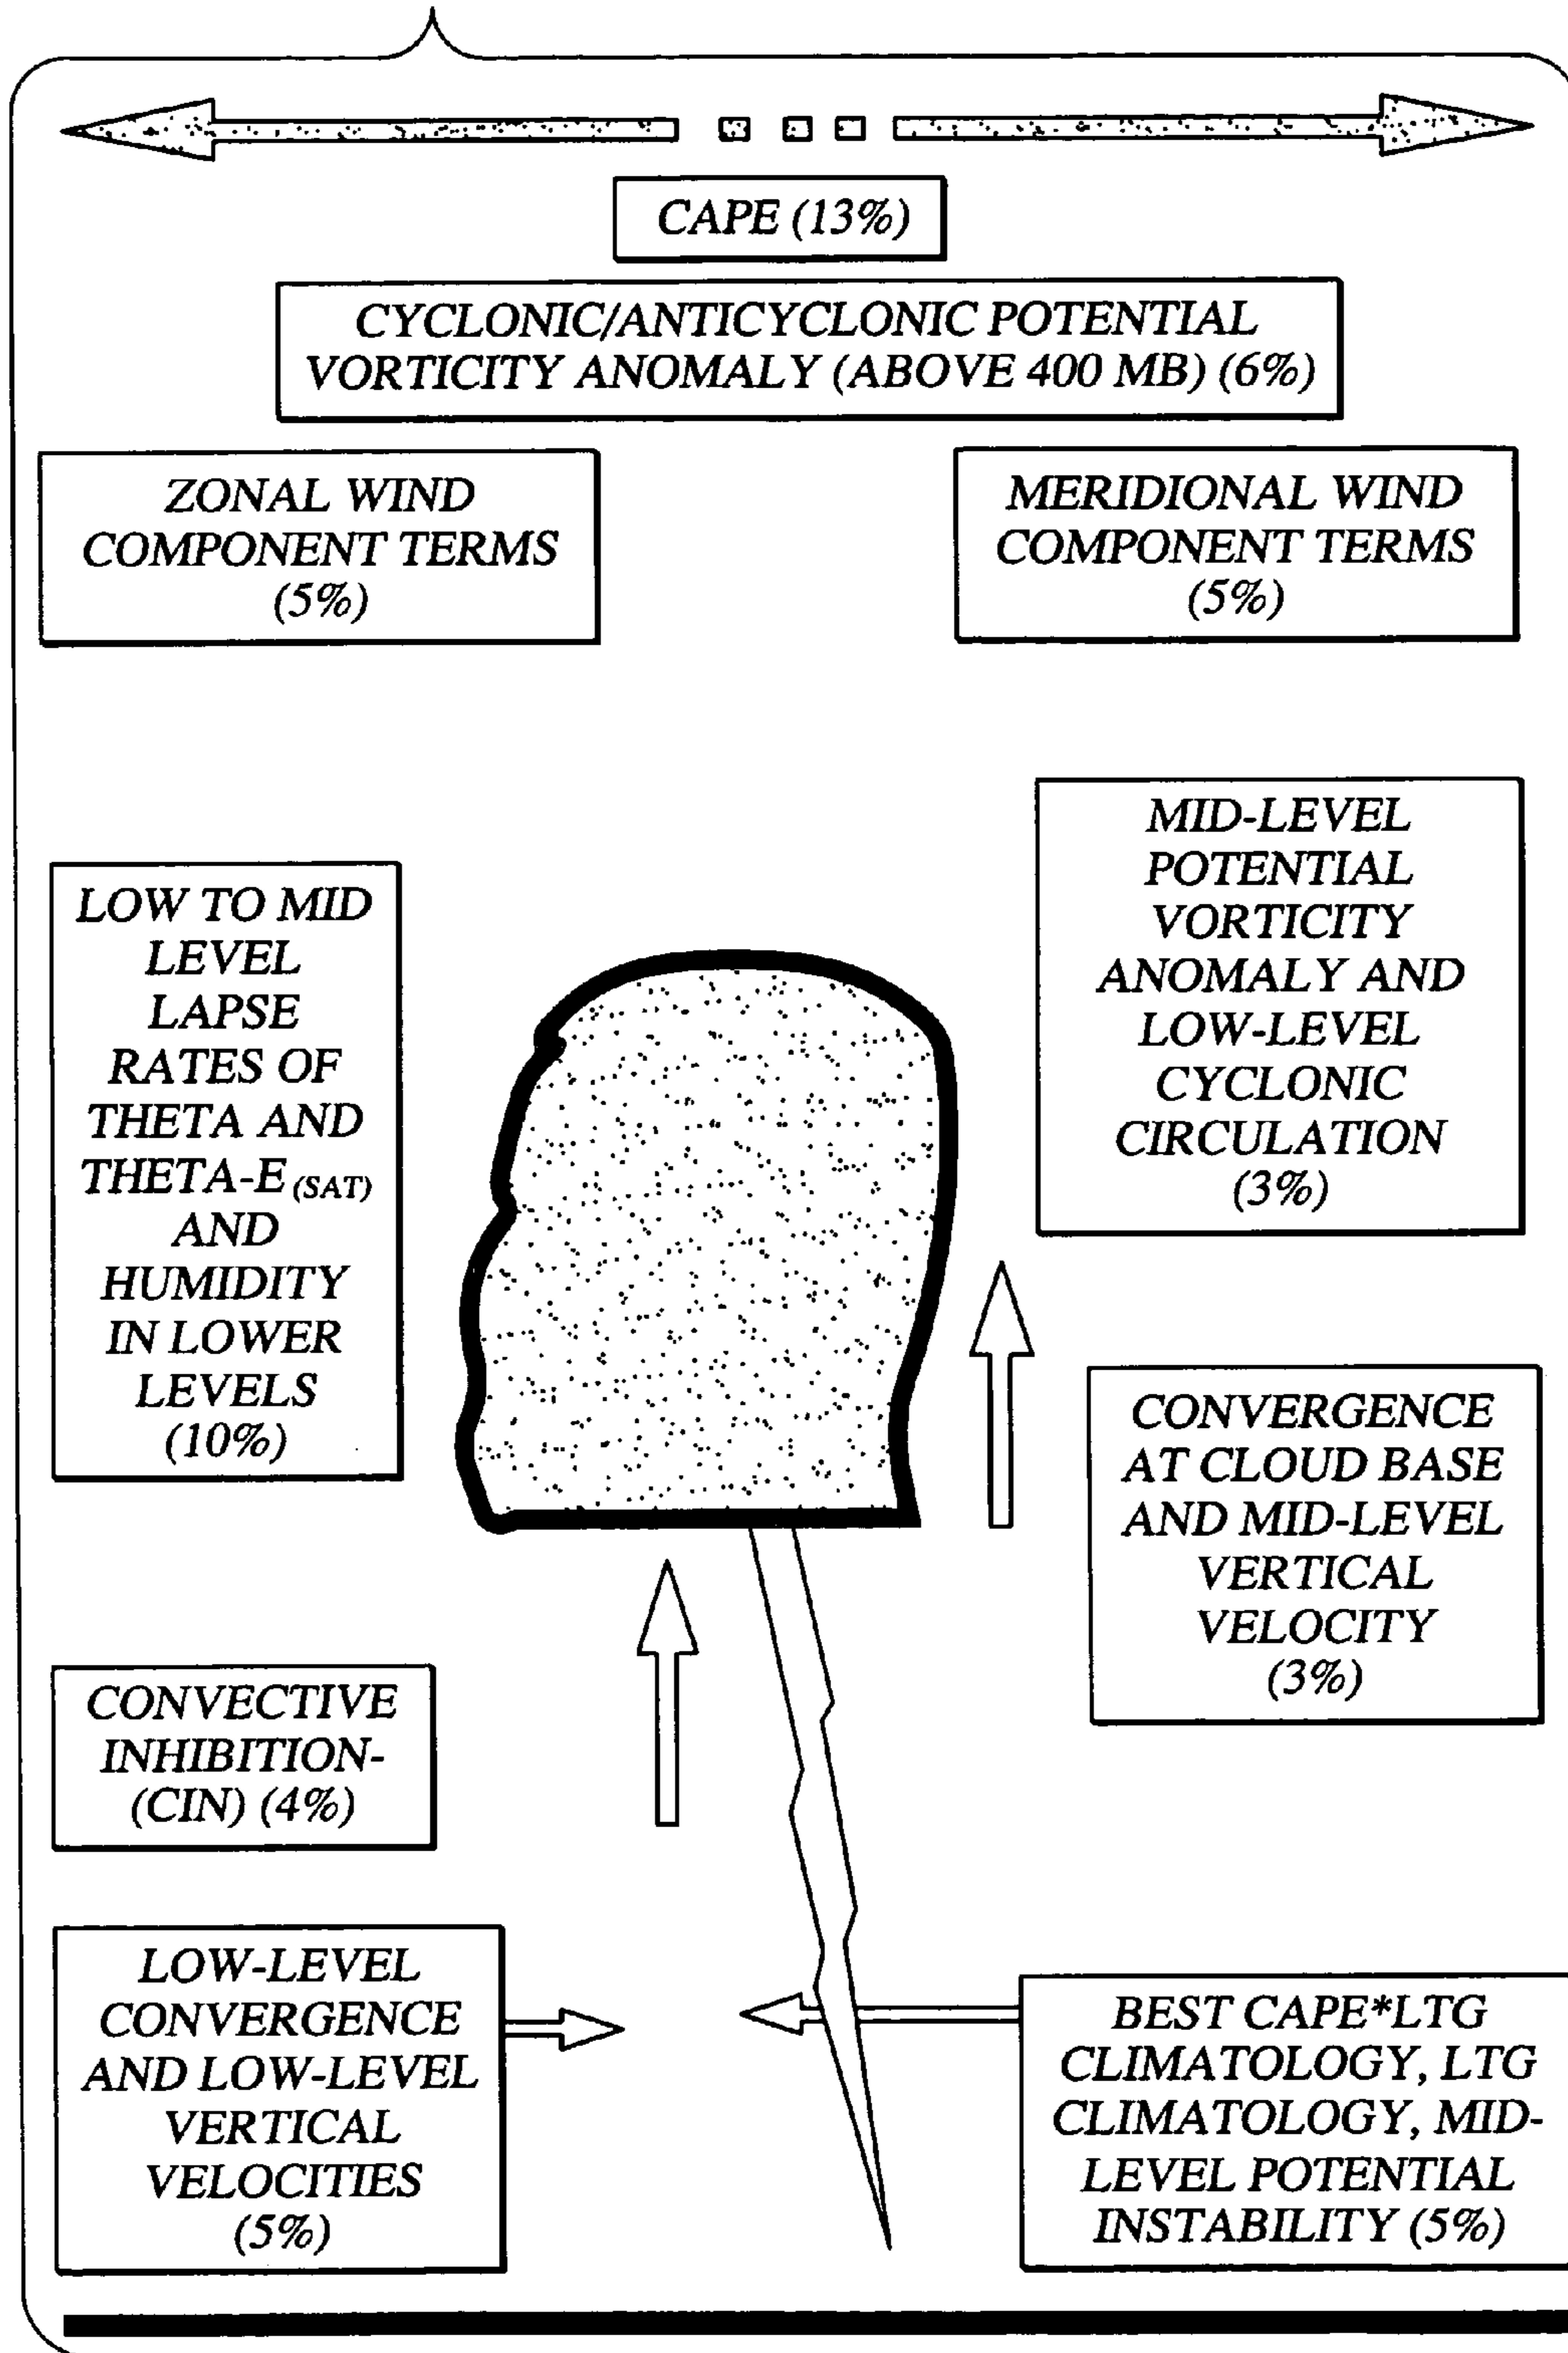 CAPE (13%)
CYCLONIC/ANTICYCLONIC POTENTIAL
VORTICITY ANOMALY (ABOVE 400 MB) (6%)
ZONAL WIND
COMPONENT TERMS
(5%)
MERIDIONAL WIND
COMPONENT TERMS
(5%)
LOW TO MID
LEVEL
LAPSE
RATES OF
THETA AND
THETA-E (SAT)
AND
HUMIDITY
IN LOWER
LEVELS
(10%)
MID-LEVEL
POTENTIAL
VORTICITY
ANOMALY AND
LOW-LEVEL
CYCLONIC
CIRCULATION
(3%)
CONVERGENCE
AT CLOUD BASE
AND MID-LEVEL
VERTICAL
VELOCITY
(3%)
CONVECTIVE
INHIBITION-
(CIN) (4%)
LOW-LEVEL
CONVERGENCE
AND LOW-LEVEL
VERTICAL
VELOCITIES
(5%)
BEST CAPE*LTG
CLIMATOLOGY, LTG
CLIMATOLOGY, MID-
LEVEL POTENTIAL
INSTABILITY (5%)